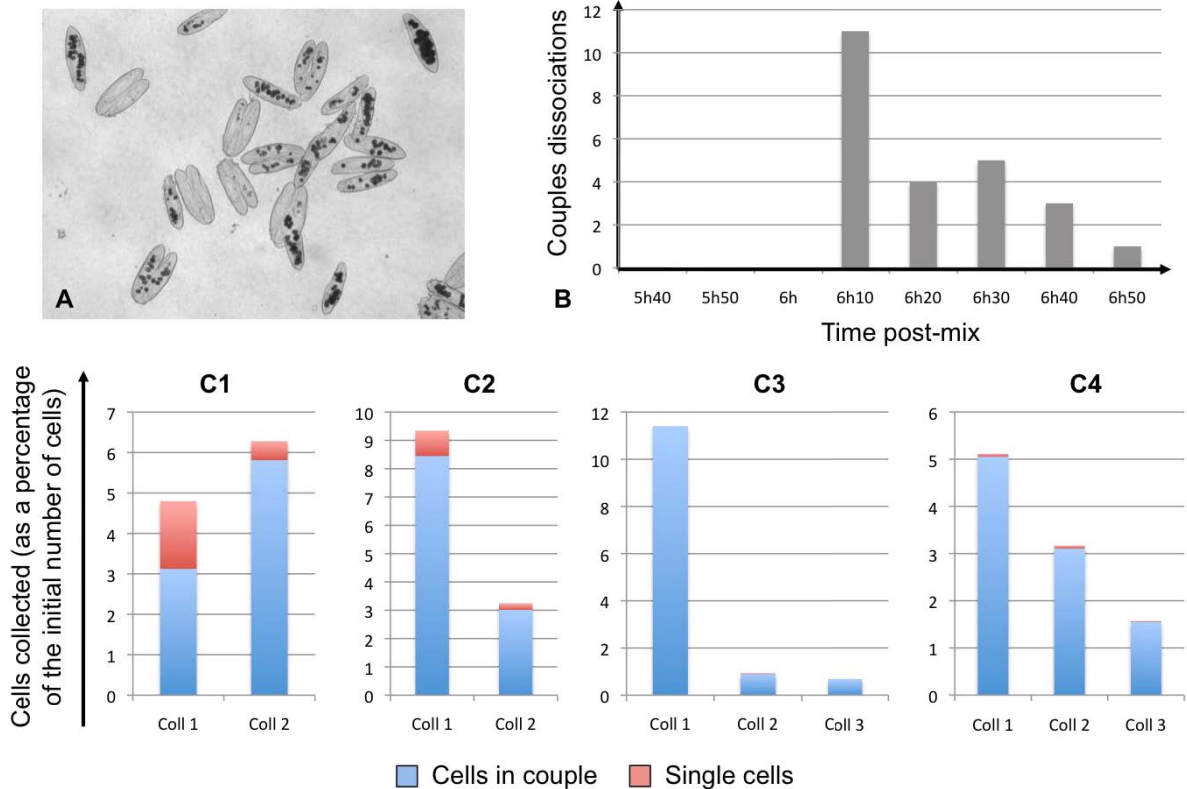 A
Couples dissociations
12
10
8
6
4
2
0
5h40 5h50 6h 6h10 6h20 6h30 6h40 6h50
B
Time post-mix
Cells collected (as a percentage
of the initial number of cells)
C1
7
6
5
4
3
2
1
0
Coll 1 Coll 2
C2
10
9
8
7
6
5
4
3
2
1
0
Coll 1 Coll 2
C3
12
10
8
6
4
2
0
Coll 1 Coll 2 Coll 3
C4
6
5
4
3
2
1
0
Coll 1 Coll 2 Coll 3
Cells in couple Single cells